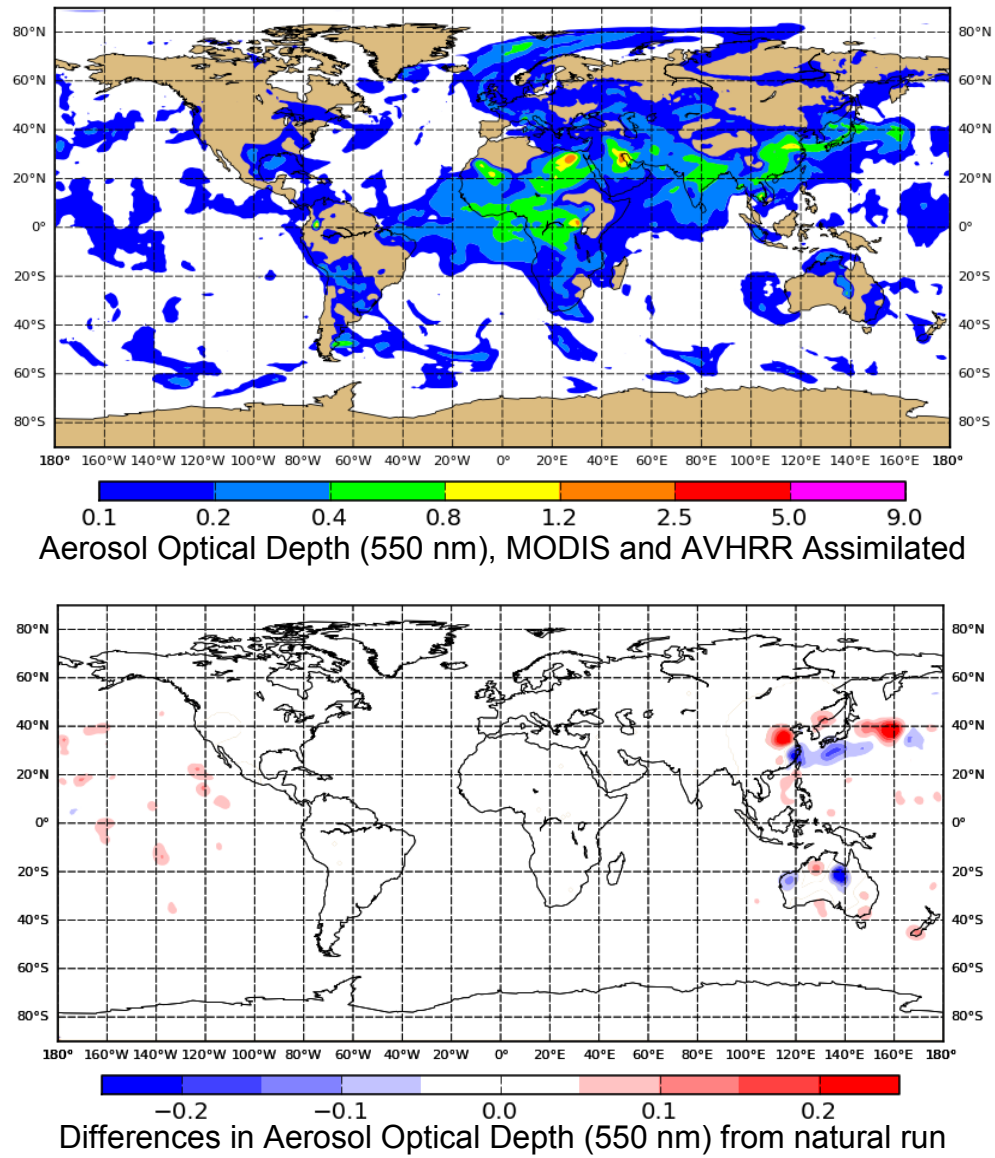 80°N 80°N
60°N 60°N
40°N 40°N
20°N 20°N
0° 0°
20°S 20°S
40°S 40°S
60°S 60°S
80°S 80°S
180° 160°W 140°W 120°W 100°W 80°W 60°W 40°W 20°W 0° 20°E 40°E 60°E 80°E 100°E 120°E 140°E 160°E 180°
0.1 0.2 0.4 0.8 1.2 2.5 5.0 9.0
Aerosol Optical Depth (550 nm), MODIS and AVHRR Assimilated
80°N 80°N
60°N 60°N
40°N 40°N
20°N 20°N
0° 0°
20°S 20°S
40°S 40°S
60°S 60°S
80°S 80°S
180° 160°W 140°W 120°W 100°W 80°W 60°W 40°W 20°W 0° 20°E 40°E 60°E 80°E 100°E 120°E 140°E 160°E 180°
−0.2 −0.1 0.0 0.1 0.2
Differences in Aerosol Optical Depth (550 nm) from natural run